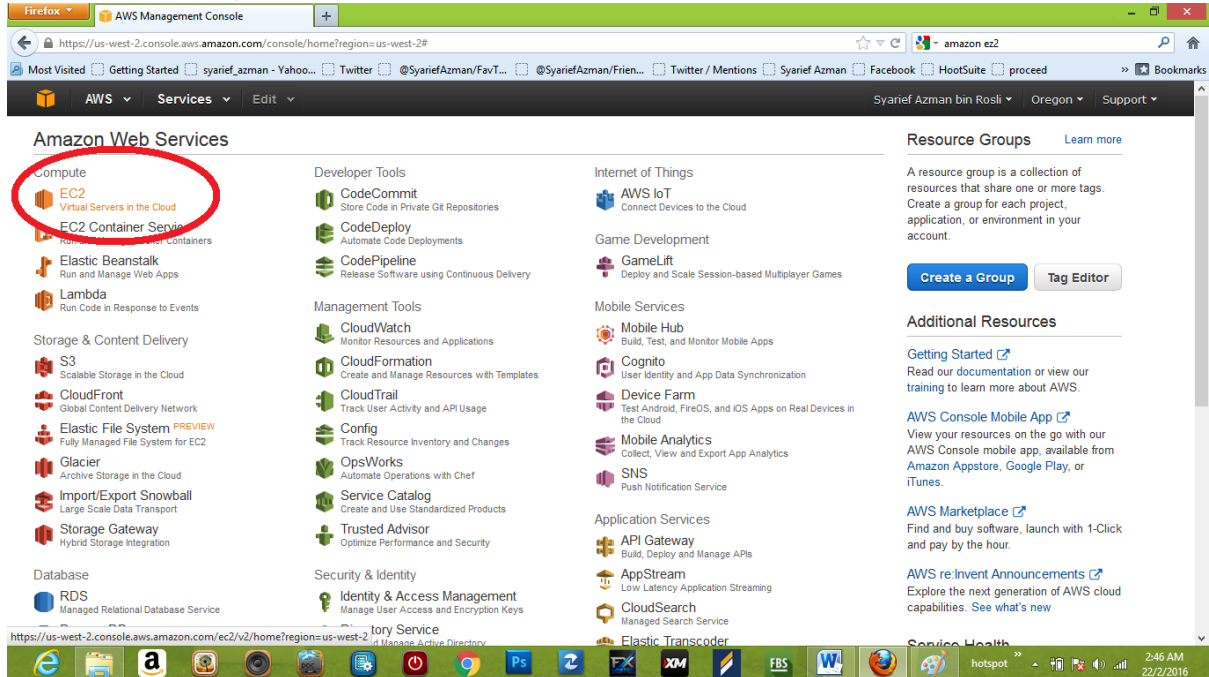 Firefox
AWS Management Console
https://us-west-2.console.aws.amazon.com/console/home?region=us-west-2#
amazon ez2
Most Visited
Getting Started
syarief_azman - Yahoo...
Twitter
@SyariefAzman/FavT...
@SyariefAzman/Frien...
Twitter / Mentions
Syarief Azman
Facebook
HootSuite
proceed
»
Bookmarks
AWS
Services
Edit
Syarief Azman bin Rosli
Oregon
Support
Amazon Web Services
Compute
EC2
Virtual Servers in the Cloud
EC2 Container Service
Containers
Elastic Beanstalk
Run and Manage Web Apps
Lambda
Run Code in Response to Events
Storage & Content Delivery
S3
Scalable Storage in the Cloud
CloudFront
Global Content Delivery Network
Elastic File System PREVIEW
Fully Managed File System for EC2
Glacier
Archive Storage in the Cloud
Import/Export Snowball
Large Scale Data Transport
Storage Gateway
Hybrid Storage Integration
Database
RDS
Managed Relational Database Service
Developer Tools
CodeCommit
Store Code in Private Git Repositories
CodeDeploy
Automate Code Deployments
CodePipeline
Release Software using Continuous Delivery
Management Tools
CloudWatch
Monitor Resources and Applications
CloudFormation
Create and Manage Resources with Templates
CloudTrail
Track User Activity and API Usage
Config
Track Resource Inventory and Changes
OpsWorks
Automate Operations with Chef
Service Catalog
Create and Use Standardized Products
Trusted Advisor
Optimize Performance and Security
Security & Identity
Identity & Access Management
Manage User Access and Encryption Keys
tory Service
Manage Active Directory
Internet of Things
AWS IoT
Connect Devices to the Cloud
Game Development
GameLift
Deploy and Scale Session-based Multiplayer Games
Mobile Services
Mobile Hub
Build, Test, and Monitor Mobile Apps
Cognito
User Identity and App Data Synchronization
Device Farm
Test Android, FireOS, and iOS Apps on Real Devices in
the Cloud
Mobile Analytics
Collect, View and Export App Analytics
SNS
Push Notification Service
Application Services
API Gateway
Build, Deploy and Manage APIs
AppStream
Low Latency Application Streaming
CloudSearch
Managed Search Service
Elastic Transcoder
Resource Groups
Learn more
A resource group is a collection of
resources that share one or more tags.
Create a group for each project,
application, or environment in your
account.
Create a Group
Tag Editor
Additional Resources
Getting Started
Read our documentation or view our
training to learn more about AWS.
AWS Console Mobile App
View your resources on the go with our
AWS Console mobile app, available from
Amazon Appstore, Google Play, or
iTunes.
AWS Marketplace
Find and buy software, launch with 1-Click
and pay by the hour.
AWS re:Invent Announcements
Explore the next generation of AWS cloud
capabilities. See what's new
Service Health
https://us-west-2.console.aws.amazon.com/ec2/v2/home?region=us-west-2
a
Ps
Z
FX
XM
FBS
W
hotspot
»
2:46 AM
22/2/2016